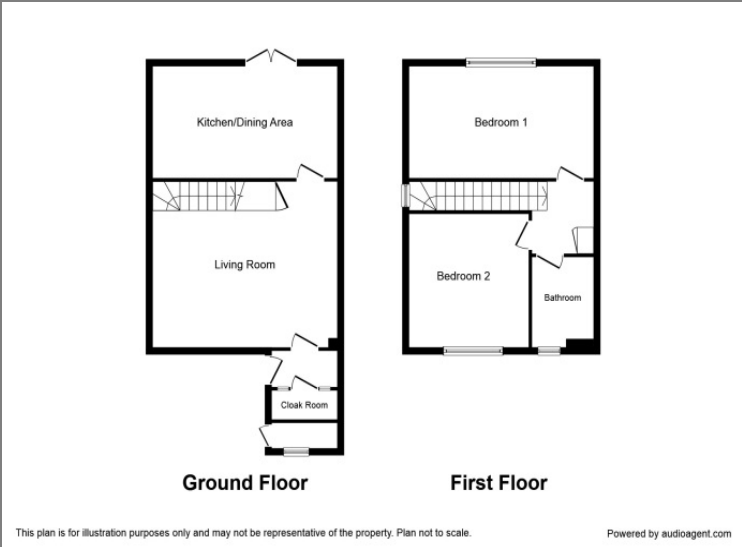 Kitchen/Dining Area
Living Room
Cloak Room
Ground Floor
Bedroom 1
Bedroom 2
Bathroom
First Floor
This plan is for illustration purposes only and may not be representative of the property. Plan not to scale.
Powered by audioagent.com